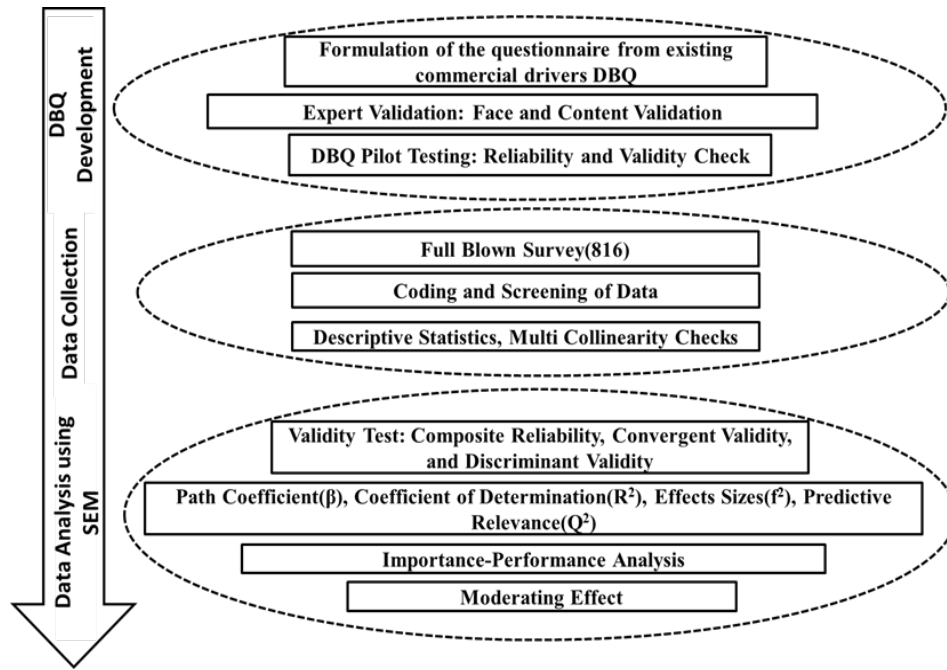 DBQ
Development
Formulation of the questionnaire from existing
commercial drivers DBQ
Expert Validation: Face and Content Validation
DBQ Pilot Testing: Reliability and Validity Check
Data Collection
Full Blown Survey(816)
Coding and Screening of Data
Descriptive Statistics, Multi Collinearity Checks
Data Analysis using
SEM
Validity Test: Composite Reliability, Convergent Validity,
and Discriminant Validity
Path Coefficient(β), Coefficient of Determination(R²), Effects Sizes(f²), Predictive
Relevance(Q²)
Importance-Performance Analysis
Moderating Effect